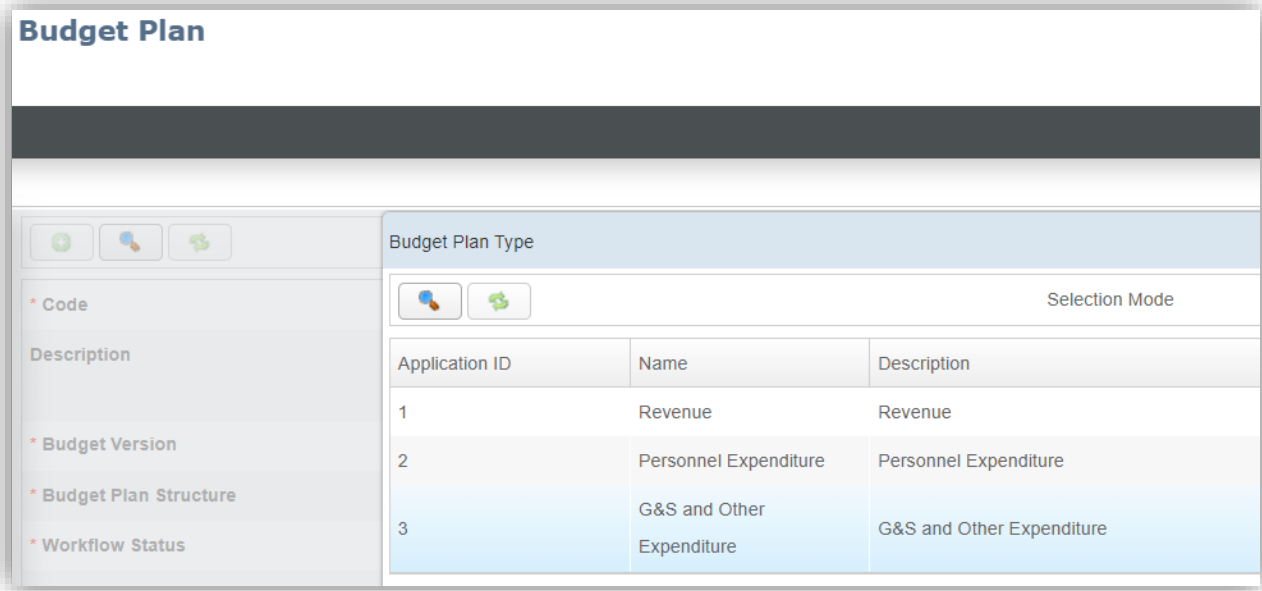 Budget Plan
Budget Plan Type
Selection Mode
* Code
Description
* Budget Version
* Budget Plan Structure
* Workflow Status
Application ID Name Description
1 Revenue Revenue
2 Personnel Expenditure Personnel Expenditure
3 G&S and Other Expenditure G&S and Other Expenditure